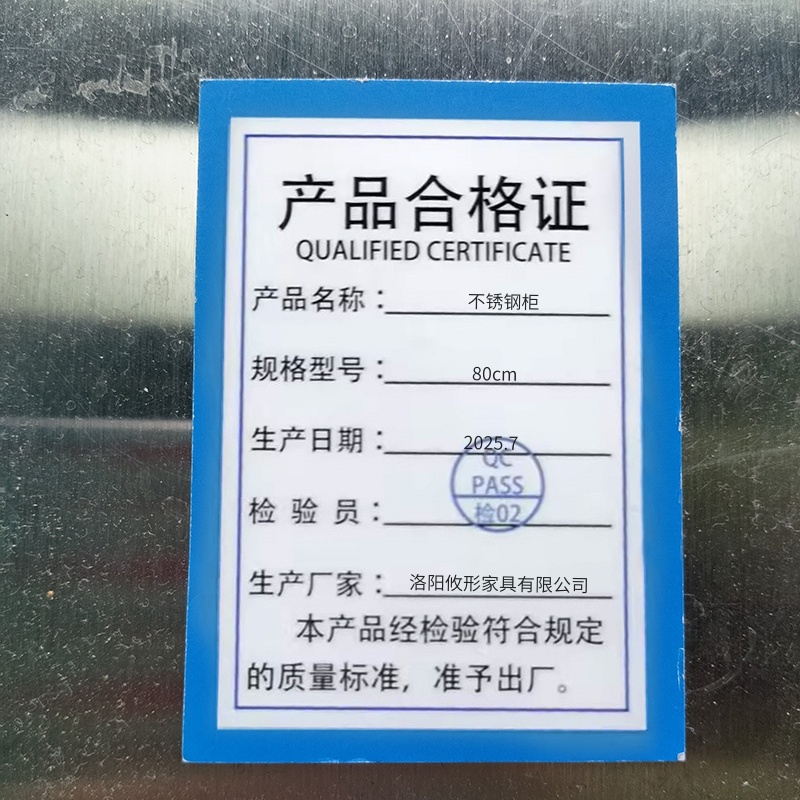 产品合格证
QUALIFIED CERTIFICATE
产品名称：不锈钢柜
规格型号：80cm
生产日期：2025.7
QC
PASS
检 验 员：检02
生产厂家：洛阳攸形家具有限公司
本产品经检验符合规定
的质量标准，准予出厂。